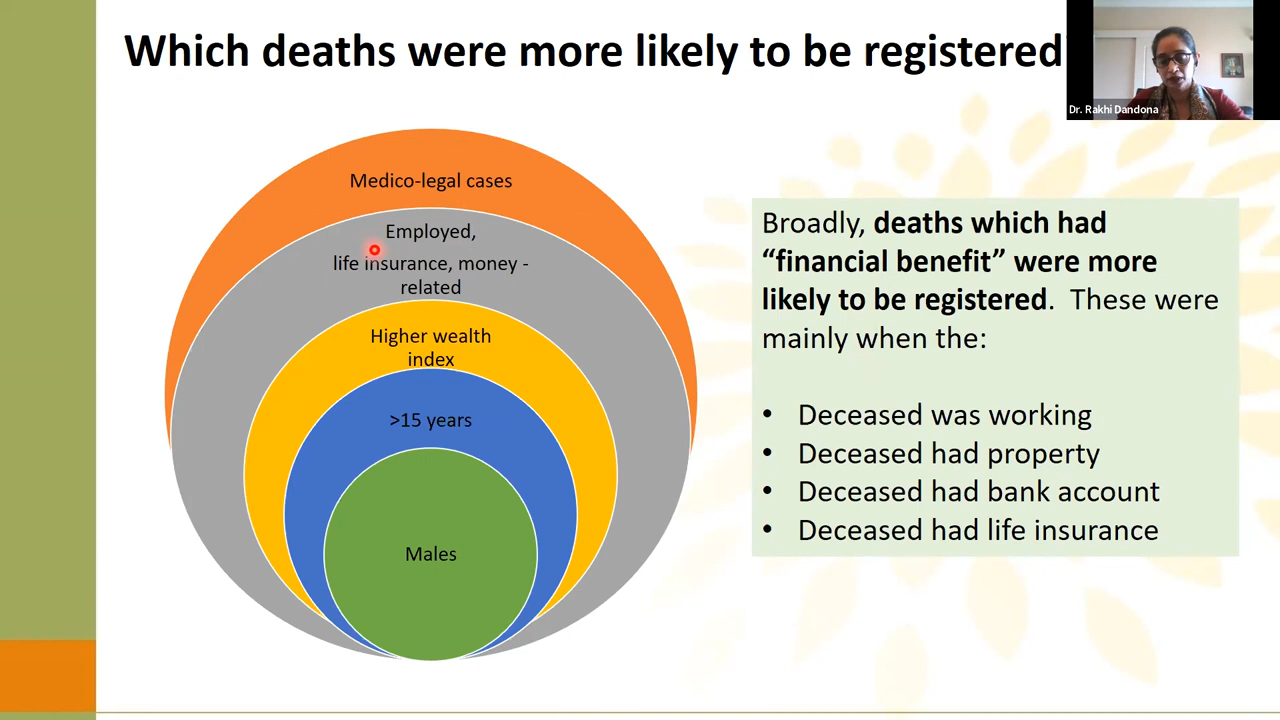 Which deaths were more likely to be registered
Dr. Rakhi Dandona
Medico-legal cases
Employed,
life insurance, money -
related
Higher wealth
index
>15 years
Males
Broadly, deaths which had
“financial benefit” were more
likely to be registered. These were
mainly when the:
• Deceased was working
• Deceased had property
• Deceased had bank account
• Deceased had life insurance